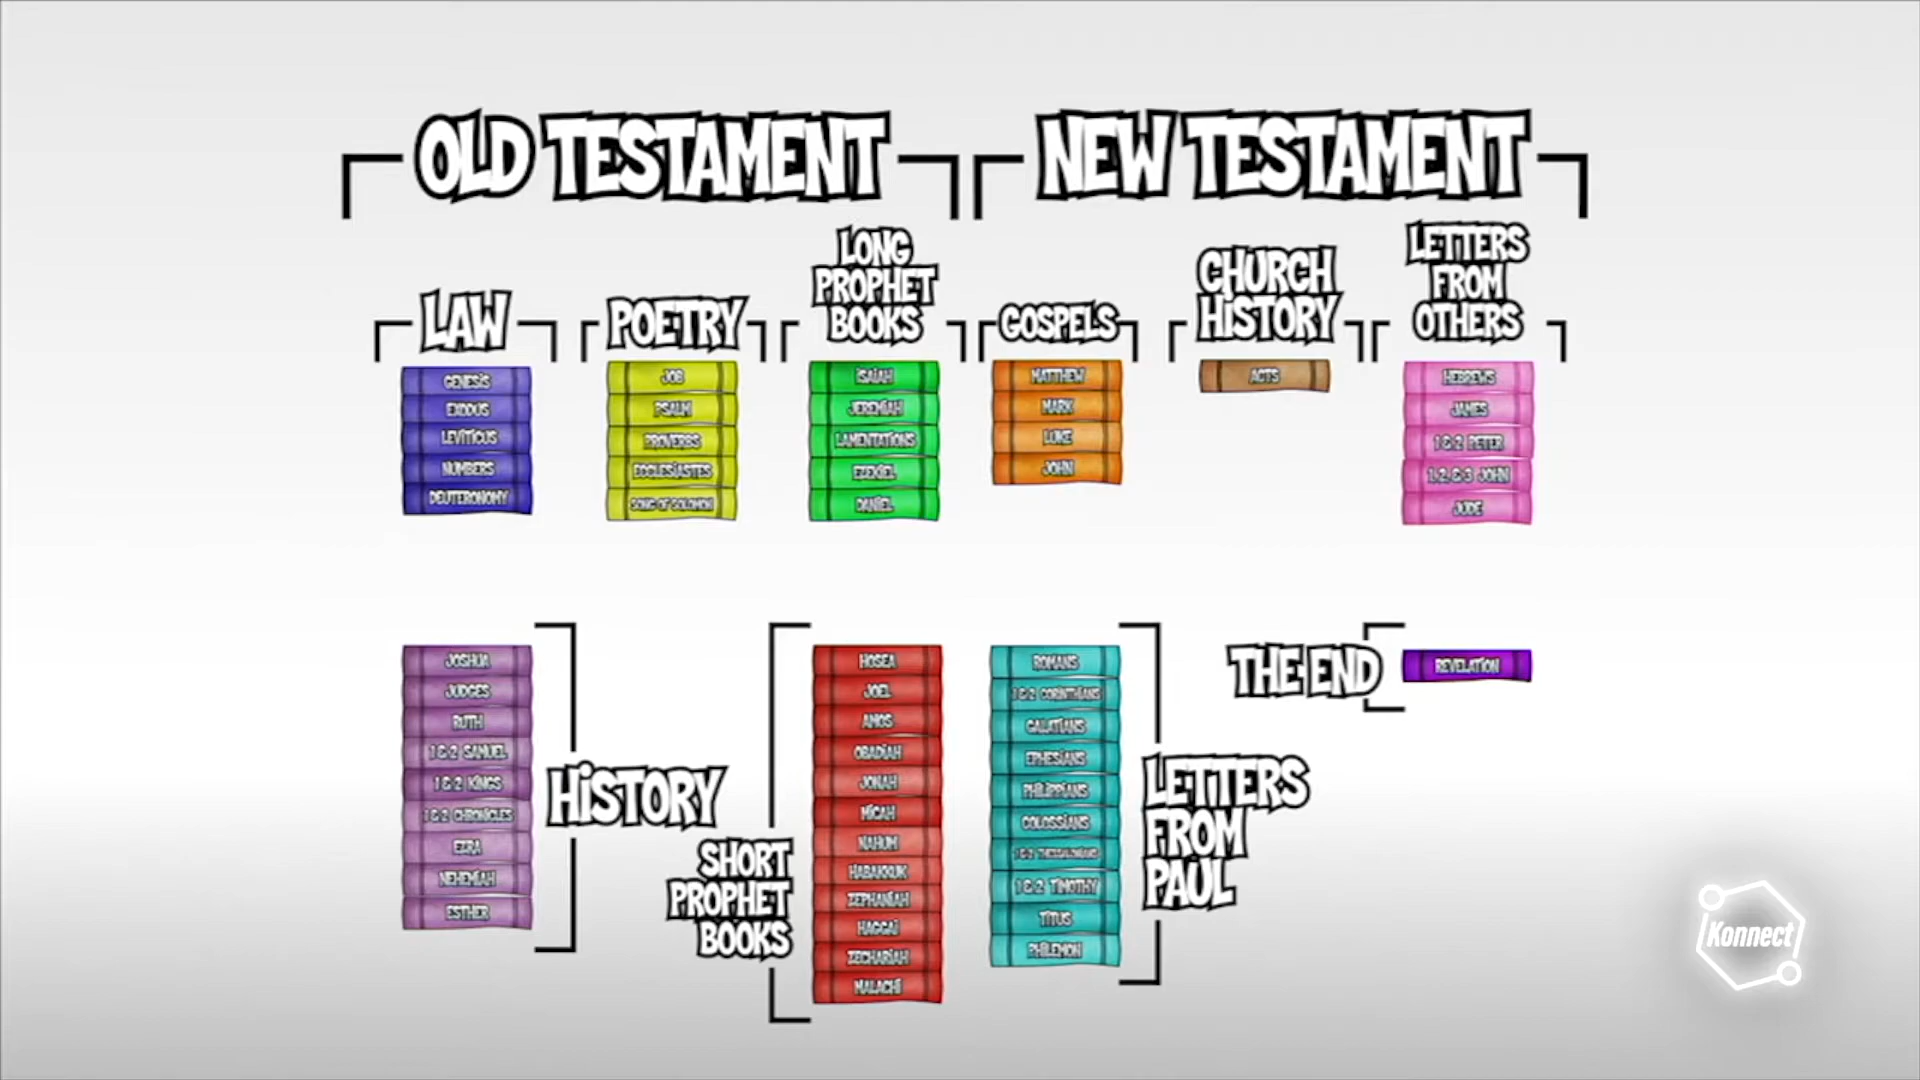 OLD TESTAMENT
NEW TESTAMENT
LAW
GENESIS
EXODUS
LEVITICUS
NUMBERS
DEUTERONOMY
POETRY
JOB
PSALM
PROVERBS
ECCLESIASTES
SONG OF SOLOMON
LONG
PROPHET
BOOKS
ISAIAH
JEREMIAH
LAMENTATIONS
EZEKIEL
DANIEL
GOSPELS
MATTHEW
MARK
LUKE
JOHN
CHURCH
HISTORY
ACTS
LETTERS
FROM
OTHERS
HEBREWS
JAMES
1 & 2 PETER
1, 2, & 3 JOHN
JUDE
HISTORY
JOSHUA
JUDGES
RUTH
1 & 2 SAMUEL
1 & 2 KINGS
1 & 2 CHRONICLES
EZRA
NEHEMIAH
ESTHER
SHORT
PROPHET
BOOKS
HOSEA
JOEL
AMOS
OBADIAH
JONAH
MICAH
NAHUM
HABAKKUK
ZEPHANIAH
HAGGAI
ZECHARIAH
MALACHI
LETTERS
FROM
PAUL
ROMANS
1 & 2 CORINTHIANS
GALATIANS
EPHESIANS
PHILIPPIANS
COLOSSIANS
1 & 2 THESSALONIANS
1 & 2 TIMOTHY
TITUS
PHILEMON
THE END
REVELATION
Konnect